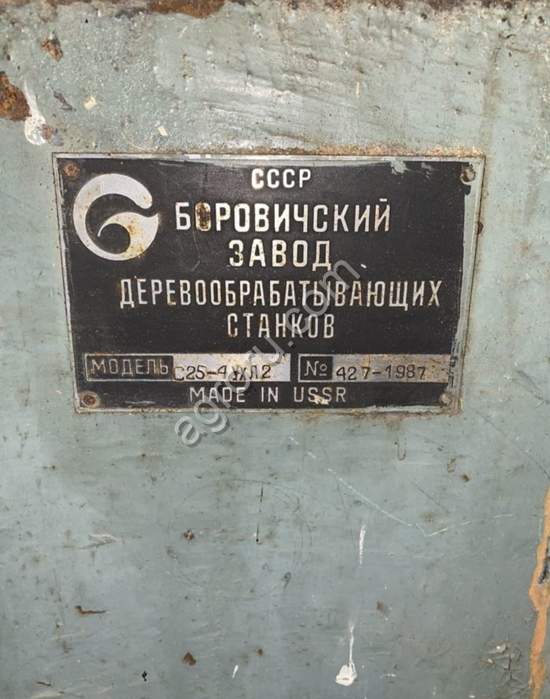 СССР
БОРОВИЧСКИЙ
ЗАВОД
ДЕРЕВООБРАБАТЫВАЮЩИХ
СТАНКОВ
МОДЕЛЬ С25-4УХЛ2 № 427-1987
MADE IN USSR
agroru.com